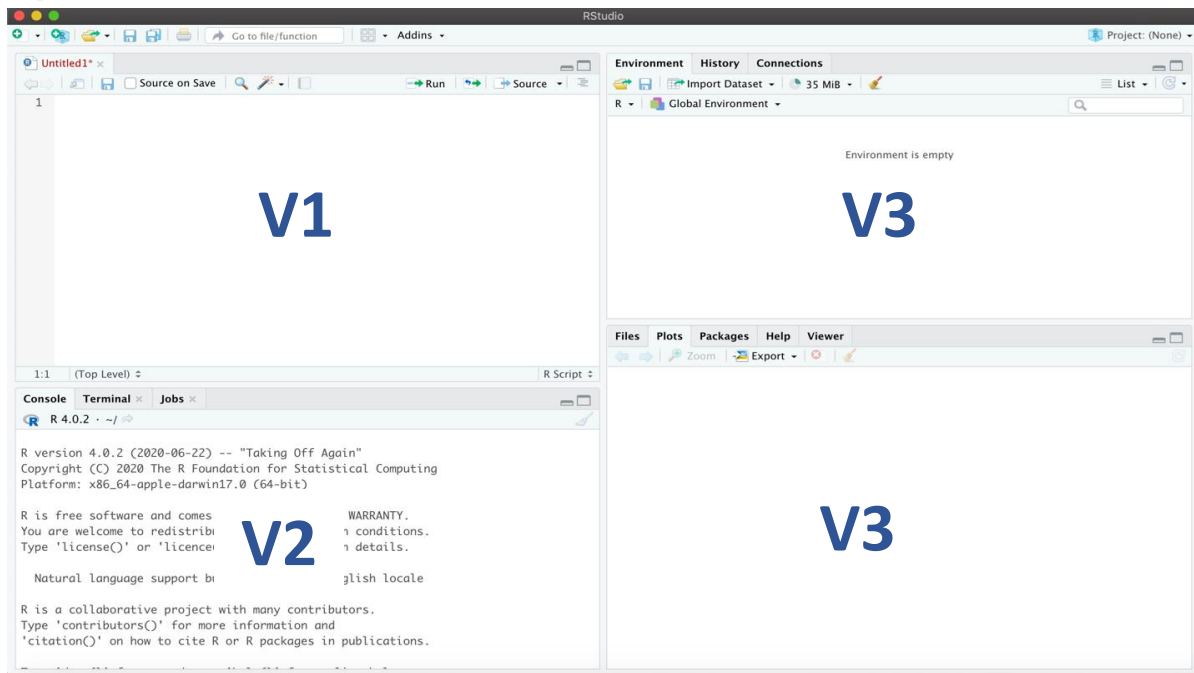 RStudio
Go to file/function Addins Project: (None)
Untitled1*
Source on Save Run Source
1
V1
1:1 (Top Level) R Script
Console Terminal Jobs
R 4.0.2 · ~/
R version 4.0.2 (2020-06-22) -- "Taking Off Again"
Copyright (C) 2020 The R Foundation for Statistical Computing
Platform: x86_64-apple-darwin17.0 (64-bit)
R is free software and comes WARRANTY.
You are welcome to redistrib conditions.
Type 'license()' or 'licence details.
V2
Natural language support glish locale
R is a collaborative project with many contributors.
Type 'contributors()' for more information and
'citation()' on how to cite R or R packages in publications.
Environment History Connections
Import Dataset 35 MiB List
R Global Environment
Environment is empty
V3
Files Plots Packages Help Viewer
Zoom Export
V3